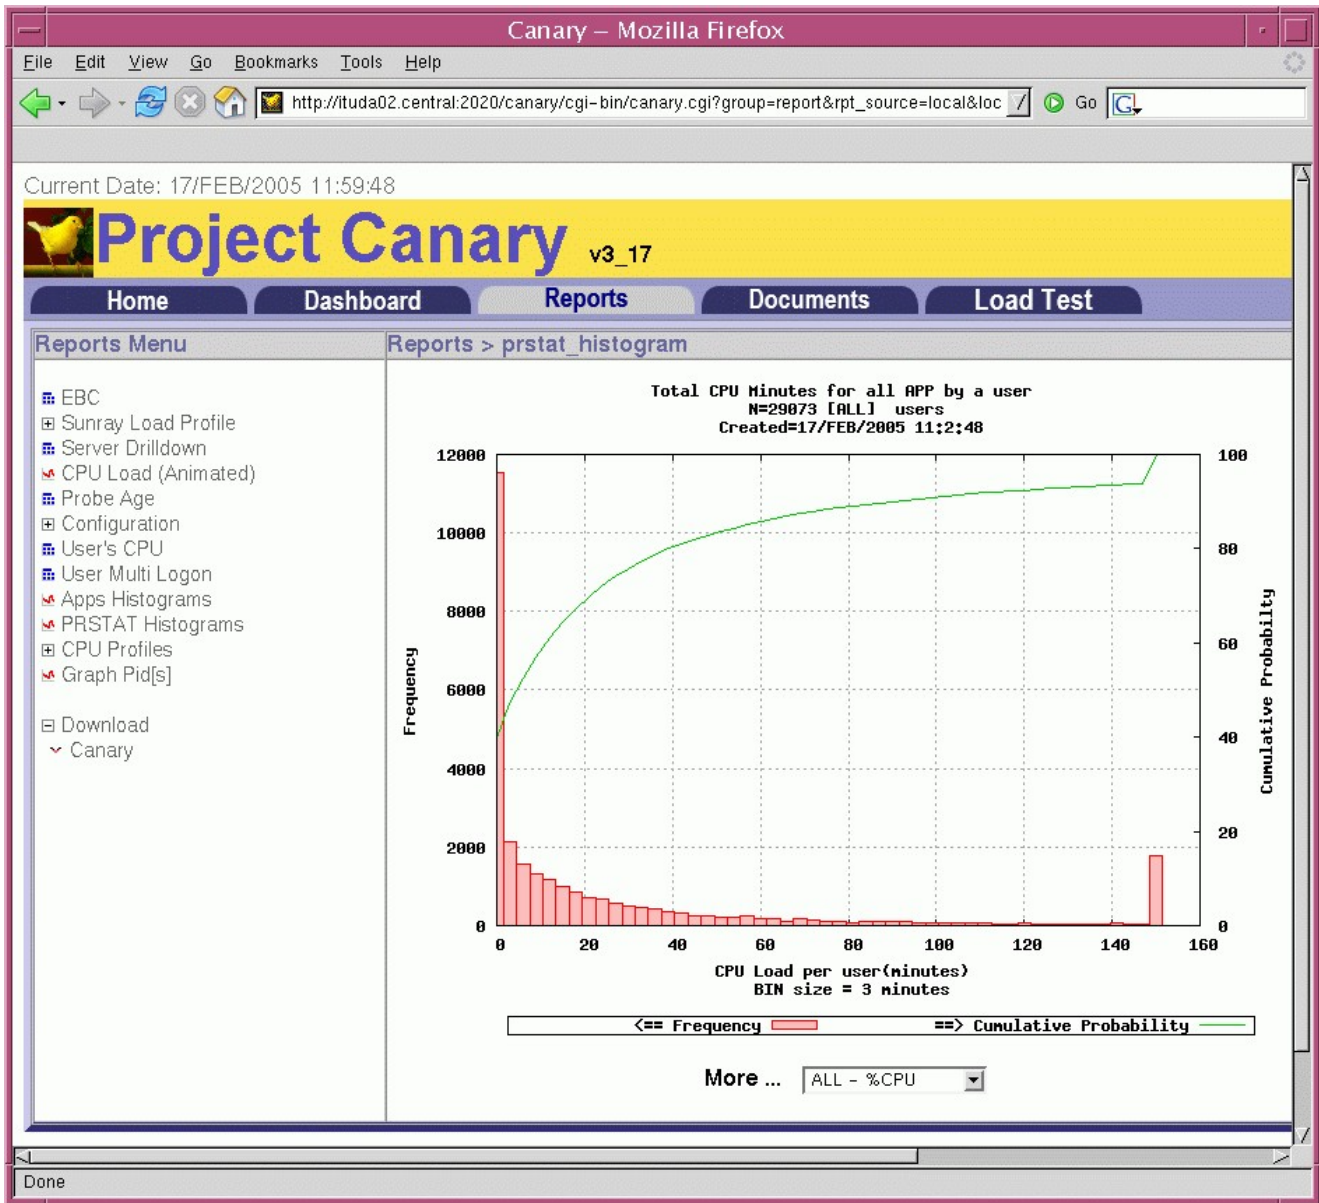 Canary – Mozilla Firefox
File Edit View Go Bookmarks Tools Help
http://ituda02.central:2020/canary/cgi-bin/canary.cgi?group=report&rpt_source=local&loc Go G
Current Date: 17/FEB/2005 11:59:48
Project Canary v3_17
Home Dashboard Reports Documents Load Test
Reports Menu
EBC
Sunray Load Profile
Server Drilldown
CPU Load (Animated)
Probe Age
Configuration
User's CPU
User Multi Logon
Apps Histograms
PRSTAT Histograms
CPU Profiles
Graph Pid[s]
Download
Canary
Reports > prstat_histogram
Total CPU Minutes for all APP by a user
N=29073 [ALL] users
Created=17/FEB/2005 11:2:48
12000
10000
8000
6000
4000
2000
0
Frequency
100
80
60
40
20
0
Cumulative Probabilty
0 20 40 60 80 100 120 140 160
CPU Load per user(minutes)
BIN size = 3 minutes
<== Frequency ==> Cumulative Probability
More ... ALL - %CPU
Done